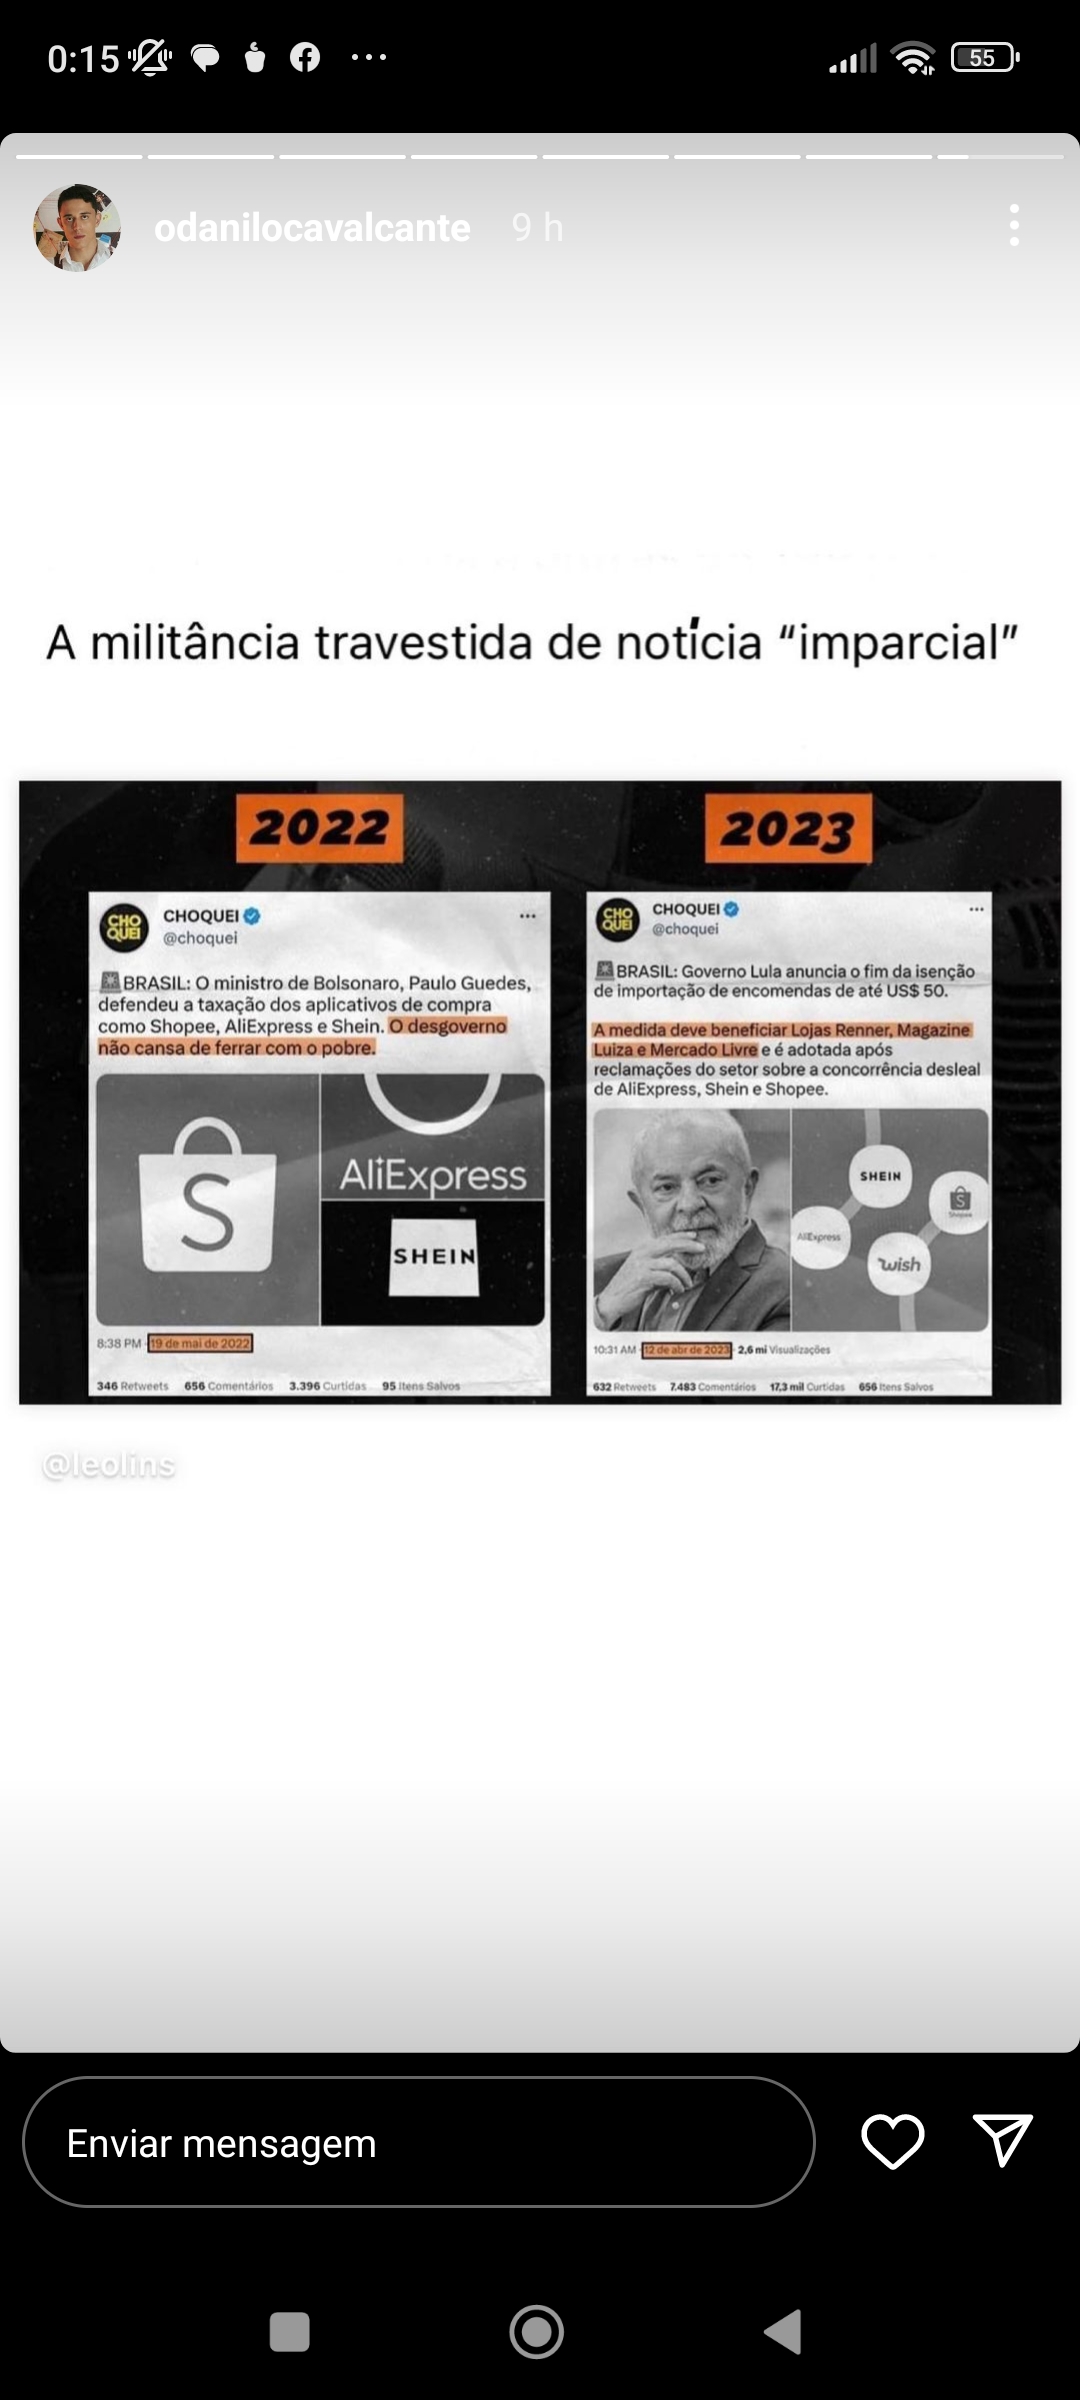 0:15
55
odanilocavalcante 9 h
A militância travestida de notícia “imparcial”
2022
CHOQUEI
@choquei
BRASIL: O ministro de Bolsonaro, Paulo Guedes,
defendeu a taxação dos aplicativos de compra
como Shopee, AliExpress e Shein. O desgoverno
não cansa de ferrar com o pobre.
S
AliExpress
SHEIN
8:38 PM · 19 de mai de 2022
346 Retweets 656 Comentários 3.396 Curtidas 95 Itens Salvos
2023
CHOQUEI
@choquei
BRASIL: Governo Lula anuncia o fim da isenção
de importação de encomendas de até US$ 50.
A medida deve beneficiar Lojas Renner, Magazine
Luiza e Mercado Livre e é adotada após
reclamações do setor sobre a concorrência desleal
de AliExpress, Shein e Shopee.
SHEIN
Shopee
AliExpress
wish
10:31 AM · 12 de abr de 2023 · 2,6 mi Visualizações
632 Retweets 7.483 Comentários 17,3 mil Curtidas 656 Itens Salvos
@leolins
Enviar mensagem